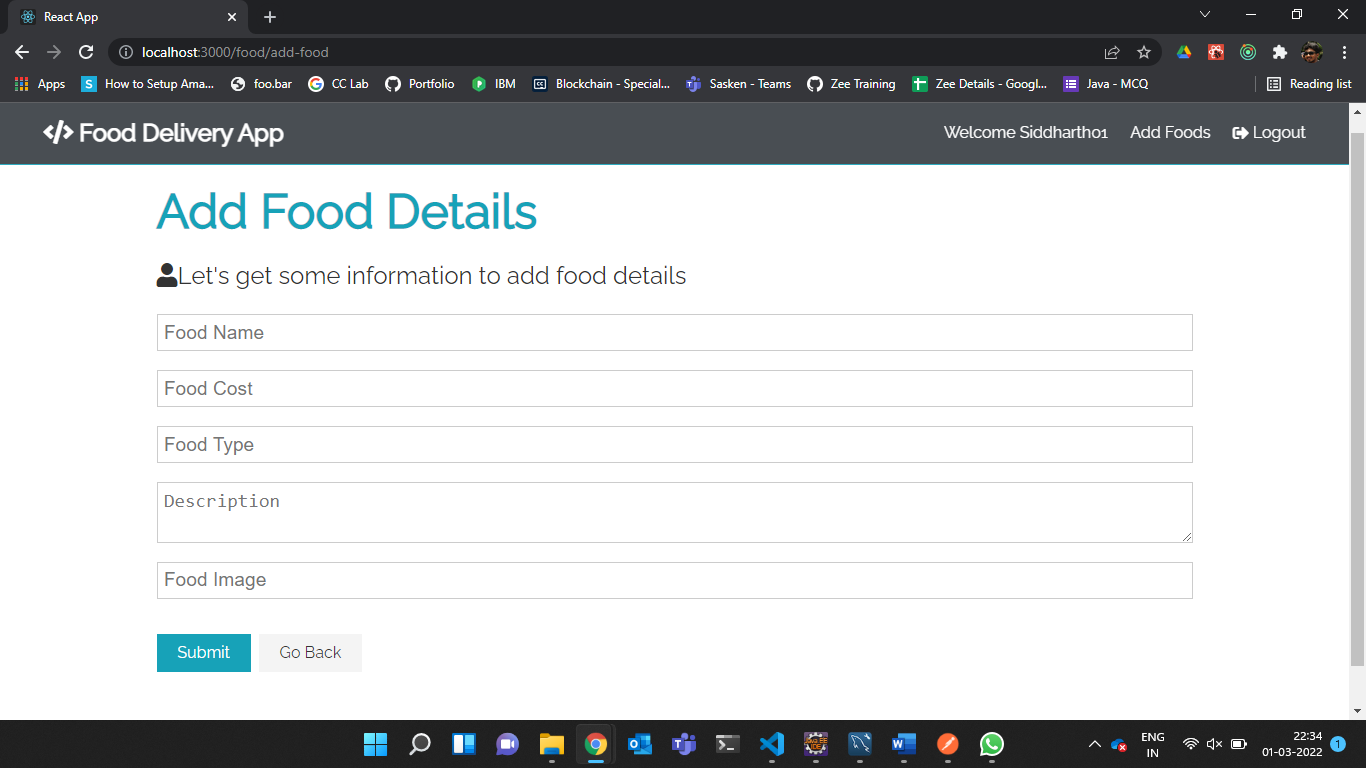 React App
localhost:3000/food/add-food
Apps
How to Setup Ama...
foo.bar
CC Lab
Portfolio
IBM
Blockchain - Special...
Sasken - Teams
Zee Training
Zee Details - Googl...
Java - MCQ
Reading list
</> Food Delivery App
Welcome Siddharth01
Add Foods
Logout
Add Food Details
Let's get some information to add food details
Food Name
Food Cost
Food Type
Description
Food Image
Submit
Go Back
ENG
IN
22:34
01-03-2022
1